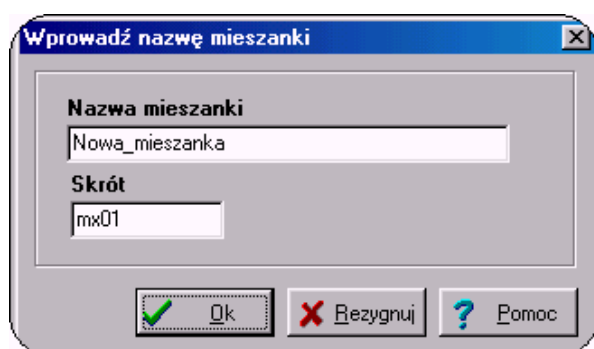 Wprowadź nazwę mieszanki
Nazwa mieszanki
Nowa_mieszanka
Skrót
mx01
Ok Rezygnuj Pomoc